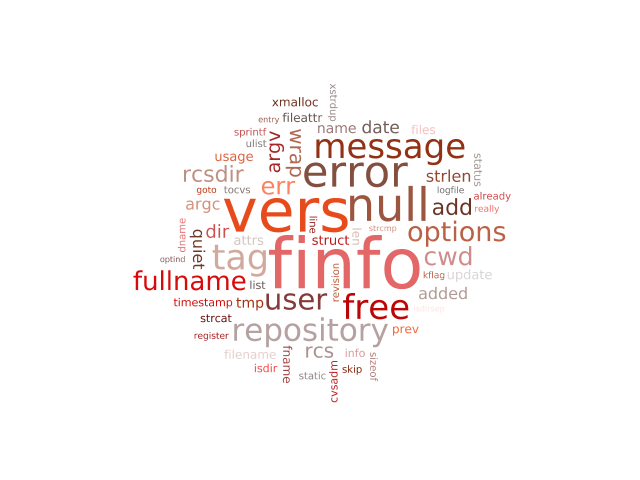 xmalloc
xstrdup
entry
fileattr
sprintf
ulist
argv
wrap
name
date
files
message
usage
rcsdir
err
error
strlen
status
logfile
goto
tocvs
argc
vers
null
add
already
really
dname
quiet
dir
attrs
line
struct
len
strcmp
options
optind
tag
finfo
cwd
kflag
update
fullname
list
revision
added
timestamp
tmp
user
free
strcat
register
repository
prev
filename
fname
rcs
info
sizeof
isdir
static
cvsadm
skip